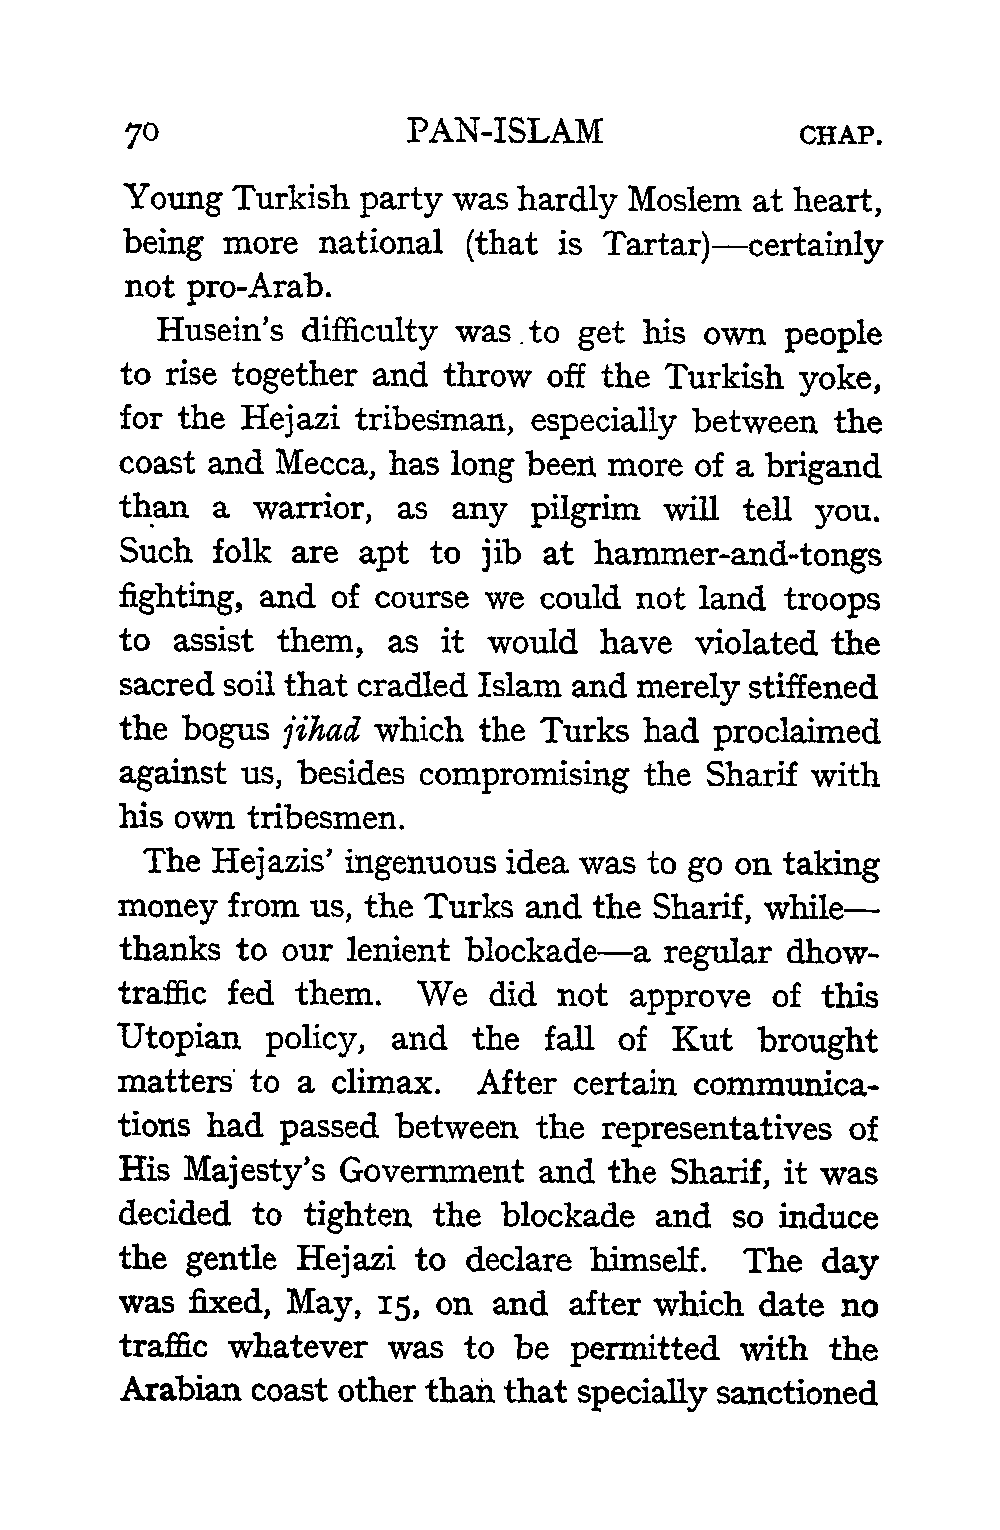 70 PAN-ISLAM CHAP.
Young Turkish party was hardly Moslem at heart,
being more national (that is Tartar)—certainly
not pro-Arab.
Husein's difficulty was to get his own people
to rise together and throw off the Turkish yoke,
for the Hejazi tribesman, especially between the
coast and Mecca, has long been more of a brigand
than a warrior, as any pilgrim will tell you.
Such folk are apt to jib at hammer-and-tongs
fighting, and of course we could not land troops
to assist them, as it would have violated the
sacred soil that cradled Islam and merely stiffened
the bogus jihad which the Turks had proclaimed
against us, besides compromising the Sharif with
his own tribesmen.
The Hejazis' ingenuous idea was to go on taking
money from us, the Turks and the Sharif, while—
thanks to our lenient blockade—a regular dhow-
traffic fed them. We did not approve of this
Utopian policy, and the fall of Kut brought
matters to a climax. After certain communica-
tions had passed between the representatives of
His Majesty's Government and the Sharif, it was
decided to tighten the blockade and so induce
the gentle Hejazi to declare himself. The day
was fixed, May, 15, on and after which date no
traffic whatever was to be permitted with the
Arabian coast other than that specially sanctioned